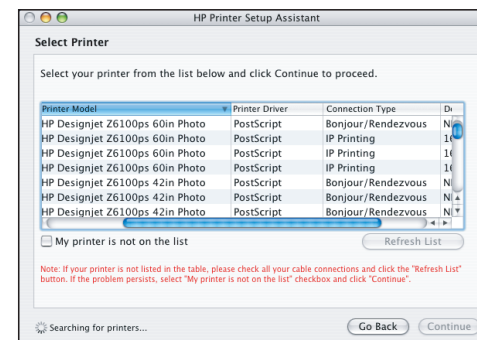 HP Printer Setup Assistant
Select Printer
Select your printer from the list below and click Continue to proceed.
Printer Model Printer Driver Connection Type
HP Designjet Z6100ps 60in Photo PostScript Bonjour/Rendezvous
HP Designjet Z6100ps 60in Photo PostScript IP Printing
HP Designjet Z6100ps 60in Photo PostScript IP Printing
HP Designjet Z6100ps 60in Photo PostScript IP Printing
HP Designjet Z6100ps 42in Photo PostScript Bonjour/Rendezvous
HP Designjet Z6100ps 42in Photo PostScript Bonjour/Rendezvous
HP Designjet Z6100ps 42in Photo PostScript Bonjour/Rendezvous
My printer is not on the list Refresh List
Note: If your printer is not listed in the table, please check all your cable connections and click the "Refresh List"
button. If the problem persists, select "My printer is not on the list" checkbox and click "Continue".
Searching for printers... Go Back Continue